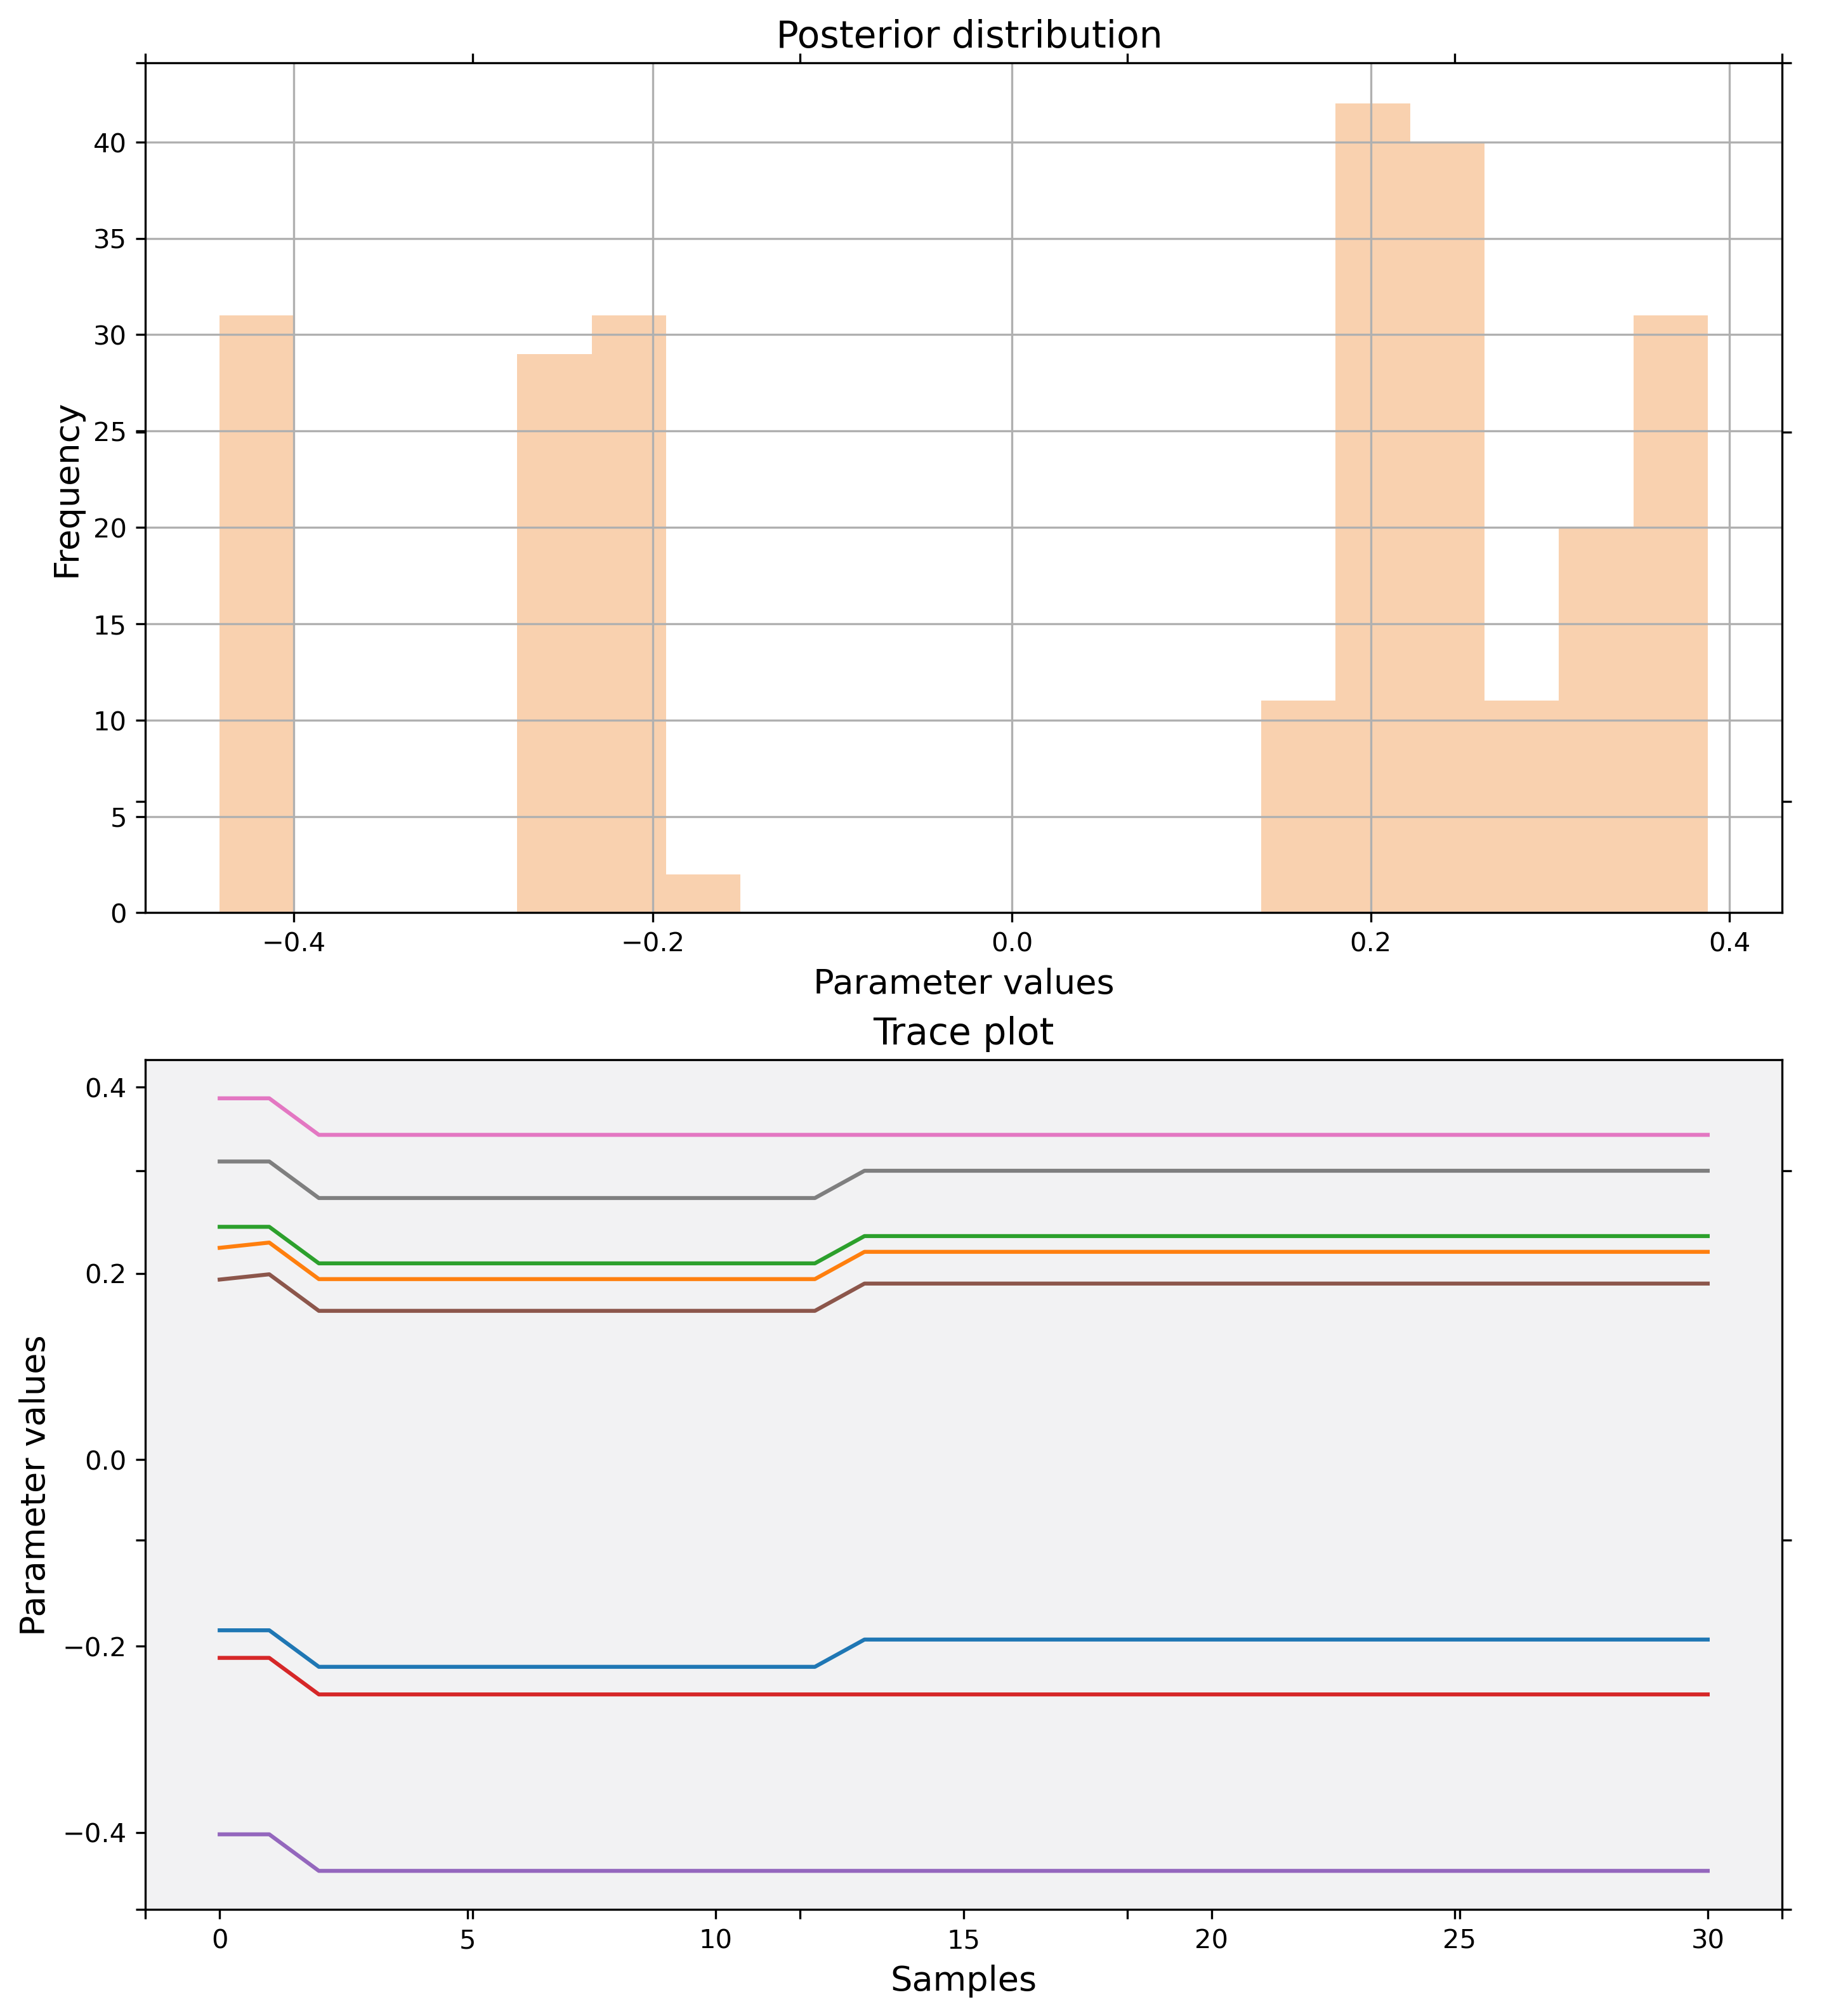 Posterior distribution
40
35
30
25
20
15
10
5
0
Frequency
−0.4 −0.2 0.0 0.2 0.4
Parameter values
Trace plot
0.4
0.2
0.0
−0.2
−0.4
Parameter values
0 5 10 15 20 25 30
Samples